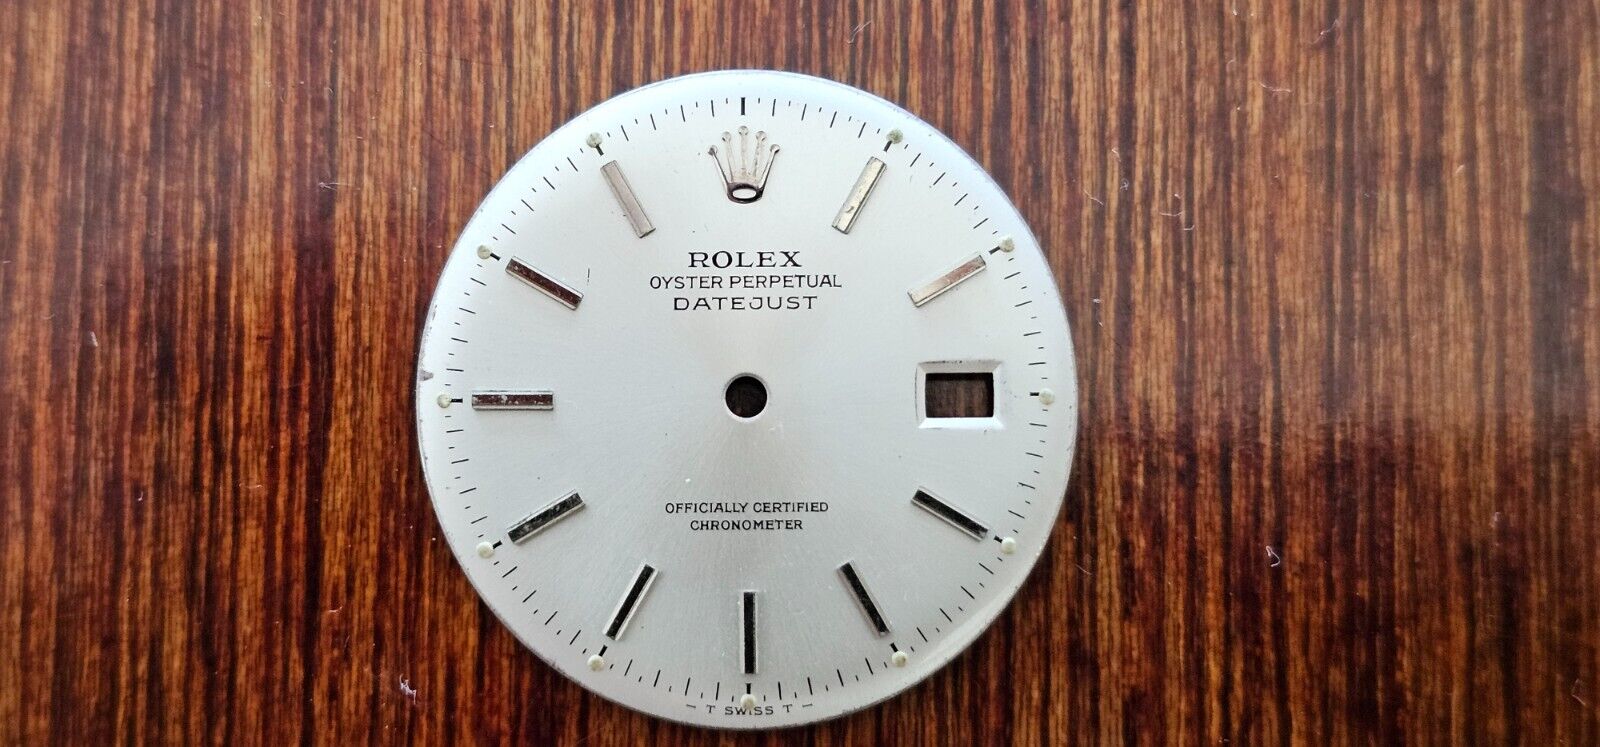 ROLEX
OYSTER PERPETUAL
DATEJUST
OFFICIALLY CERTIFIED
CHRONOMETER
– T SWISS T –